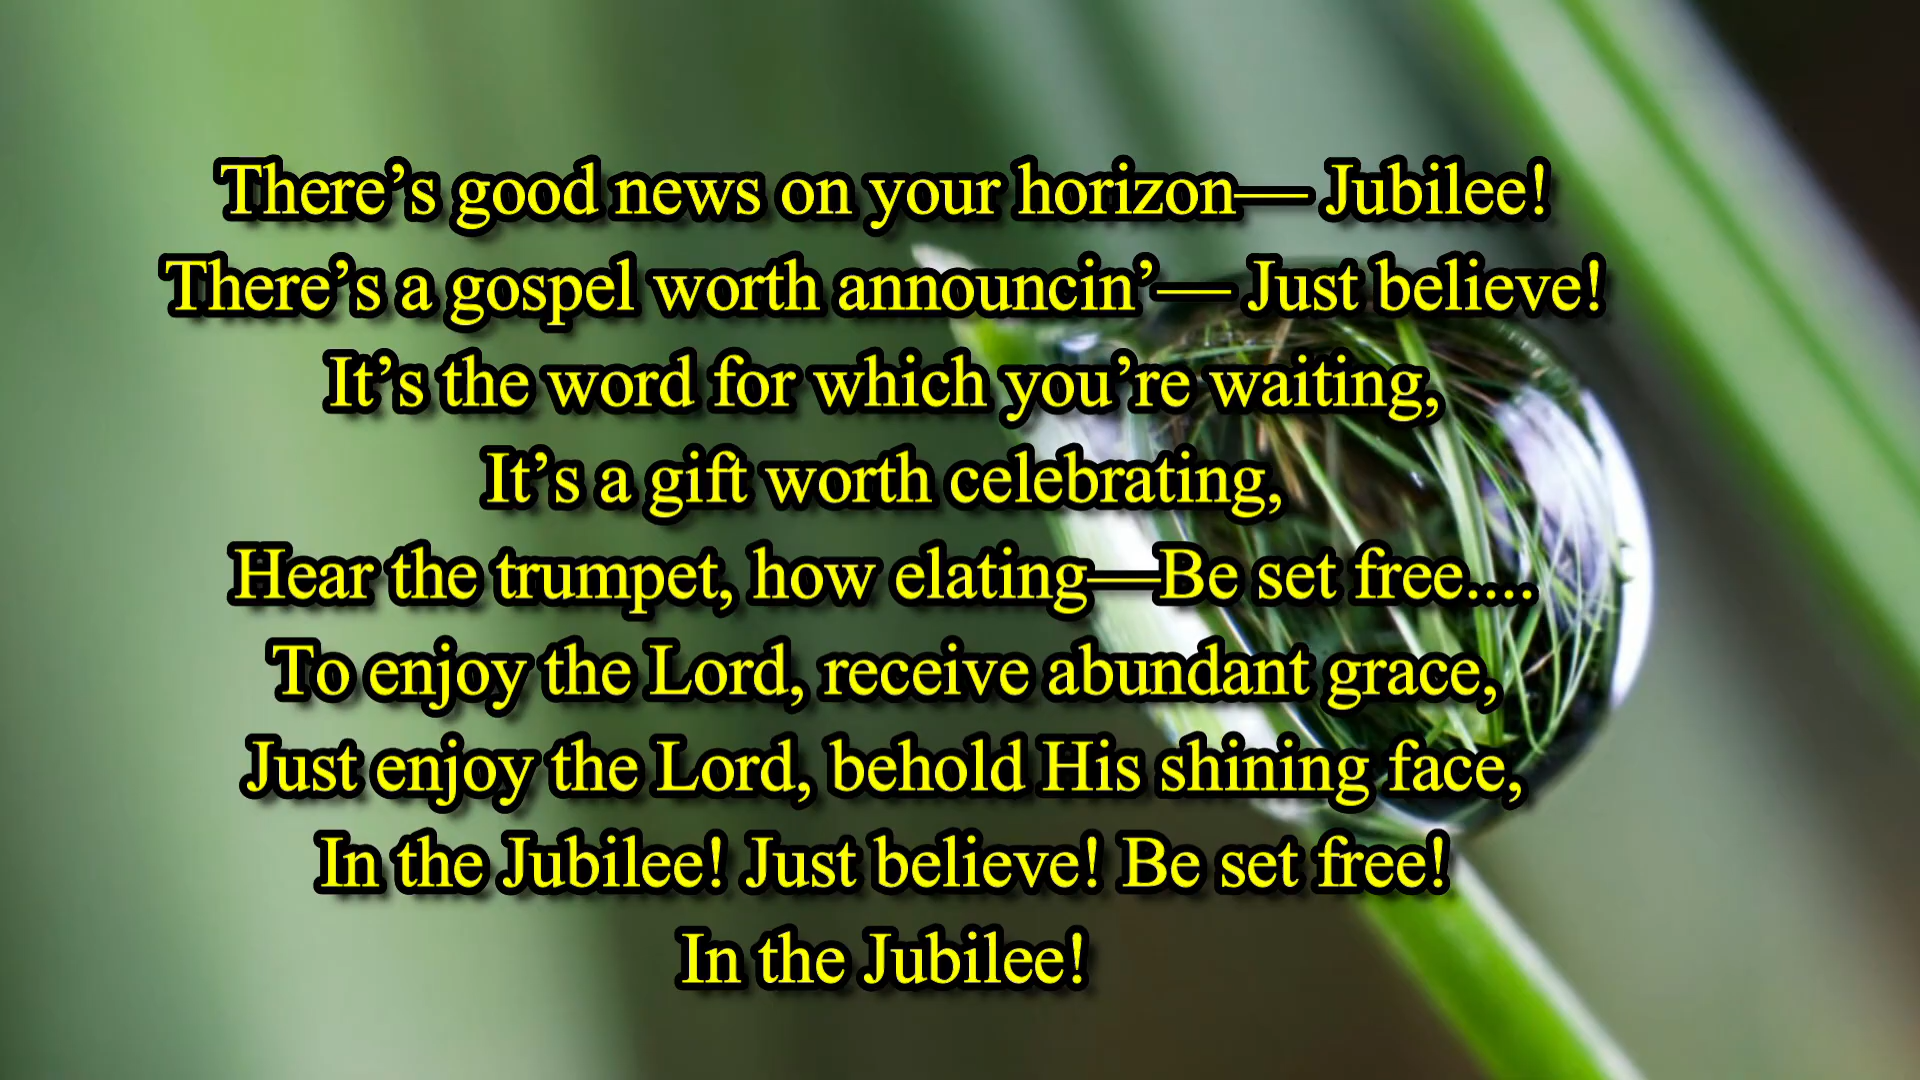 There’s good news on your horizon— Jubilee!
There’s a gospel worth announcin’— Just believe!
It’s the word for which you’re waiting,
It’s a gift worth celebrating,
Hear the trumpet, how elating—Be set free....
To enjoy the Lord, receive abundant grace,
Just enjoy the Lord, behold His shining face,
In the Jubilee! Just believe! Be set free!
In the Jubilee!